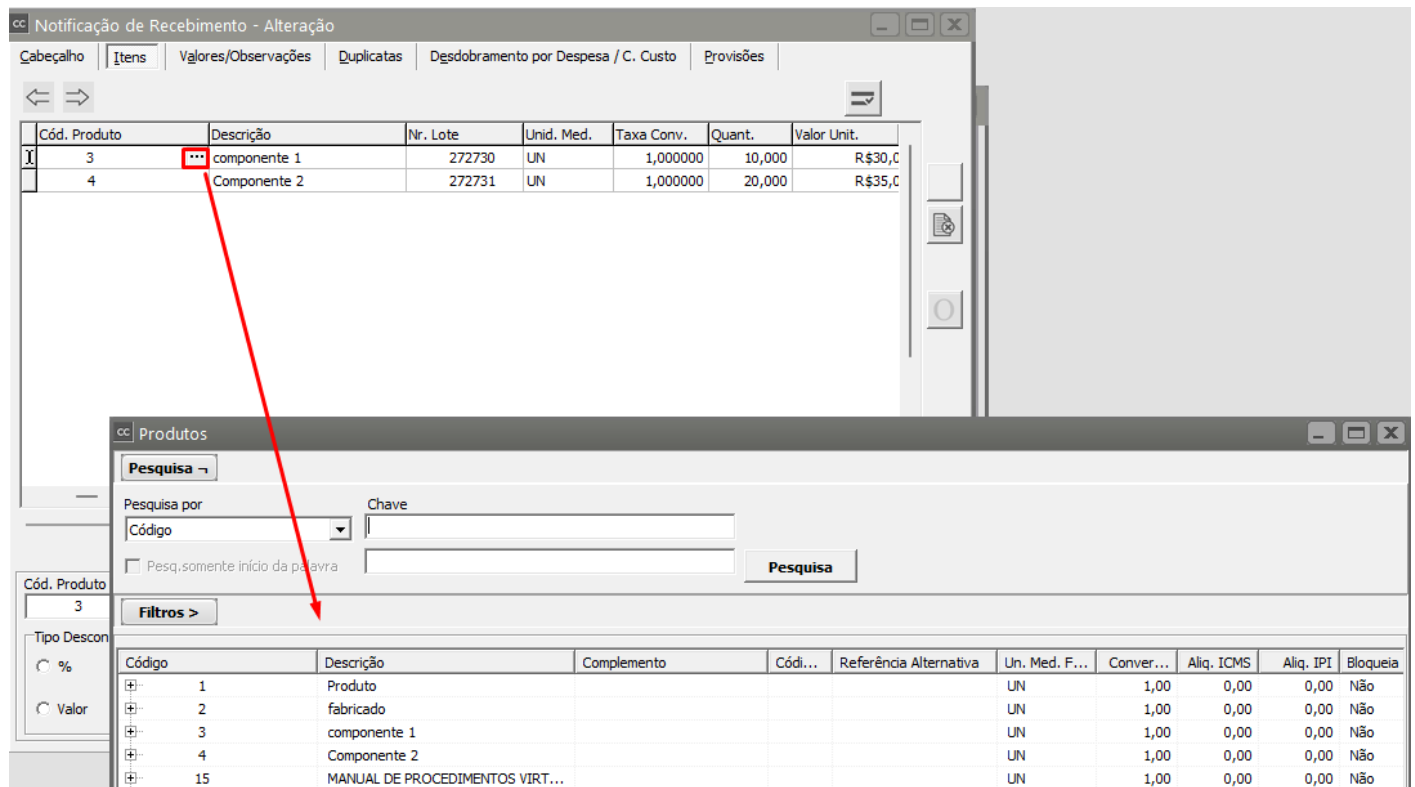 cc Notificação de Recebimento - Alteração
Cabeçalho Itens Valores/Observações Duplicatas Desdobramento por Despesa / C. Custo Provisões
Cód. Produto Descrição Nr. Lote Unid. Med. Taxa Conv. Quant. Valor Unit.
3 ... componente 1 272730 UN 1,000000 10,000 R$30,0
4 Componente 2 272731 UN 1,000000 20,000 R$35,0
O
cc Produtos
Pesquisa ¬
Pesquisa por Chave
Código
Pesq.somente início da palavra Pesquisa
Cód. Produto
3
Filtros >
Tipo Descon
%
Valor
Código Descrição Complemento Códi... Referência Alternativa Un. Med. F... Conver... Aliq. ICMS Aliq. IPI Bloqueia
1 Produto UN 1,00 0,00 0,00 Não
2 fabricado UN 1,00 0,00 0,00 Não
3 componente 1 UN 1,00 0,00 0,00 Não
4 Componente 2 UN 1,00 0,00 0,00 Não
15 MANUAL DE PROCEDIMENTOS VIRT... UN 1,00 0,00 0,00 Não